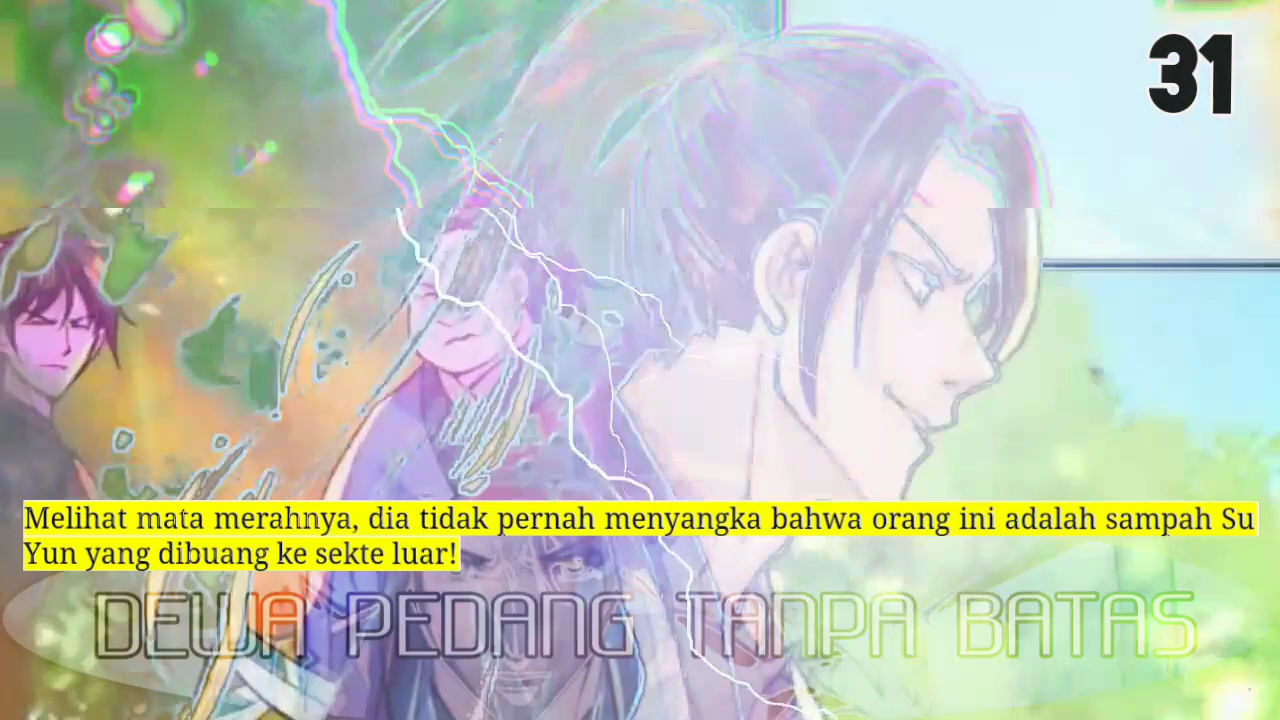 31
Melihat mata merahnya, dia tidak pernah menyangka bahwa orang ini adalah sampah Su
Yun yang dibuang ke sekte luar!
DEWA PEDANG TANPA BATAS